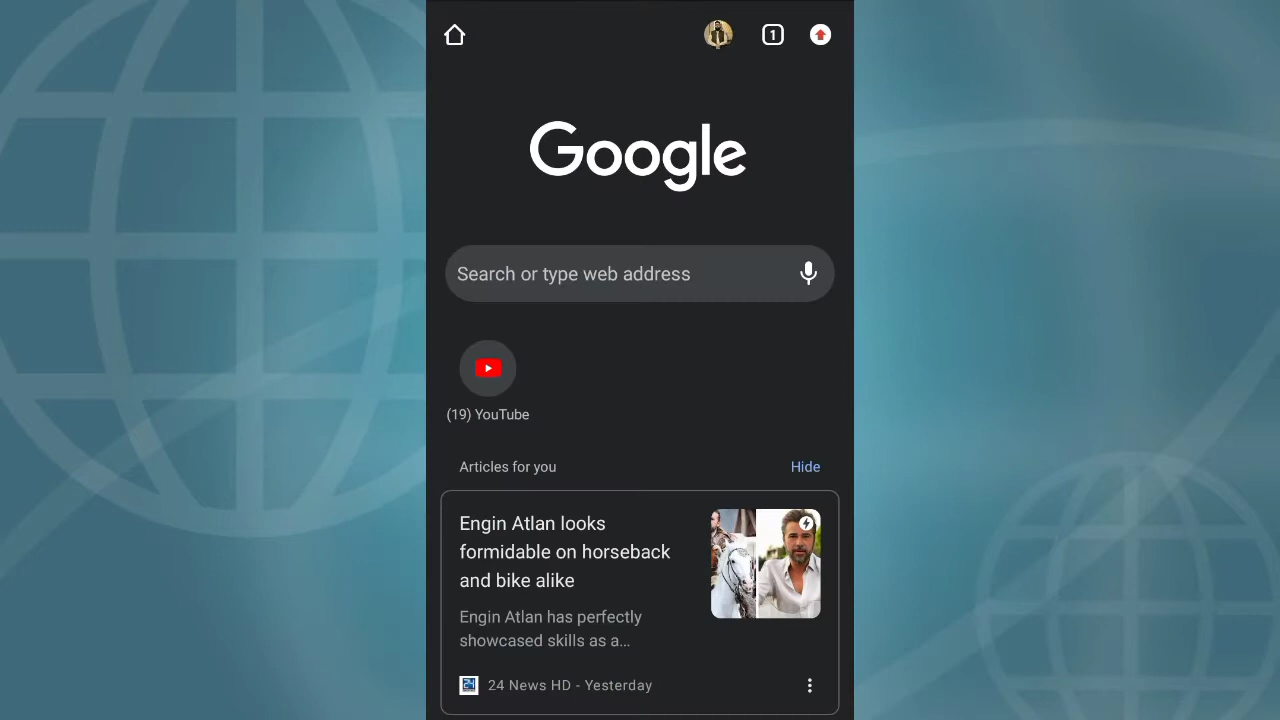 1
Google
Search or type web address
(19) YouTube
Articles for you
Hide
Engin Atlan looks
formidable on horseback
and bike alike
Engin Atlan has perfectly
showcased skills as a...
24 News HD - Yesterday